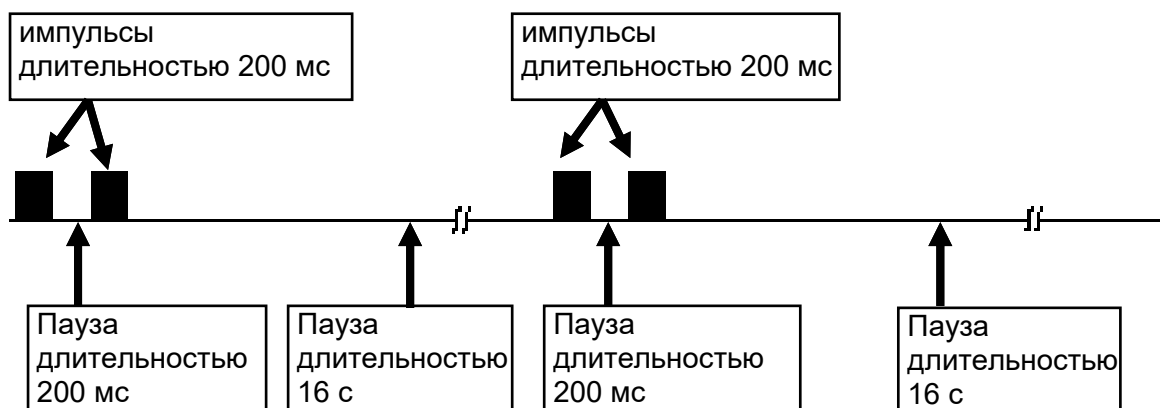 импульсы
длительностью 200 мс
импульсы
длительностью 200 мс
Пауза
длительностью
200 мс
Пауза
длительностью
16 с
Пауза
длительностью
200 мс
Пауза
длительностью
16 с